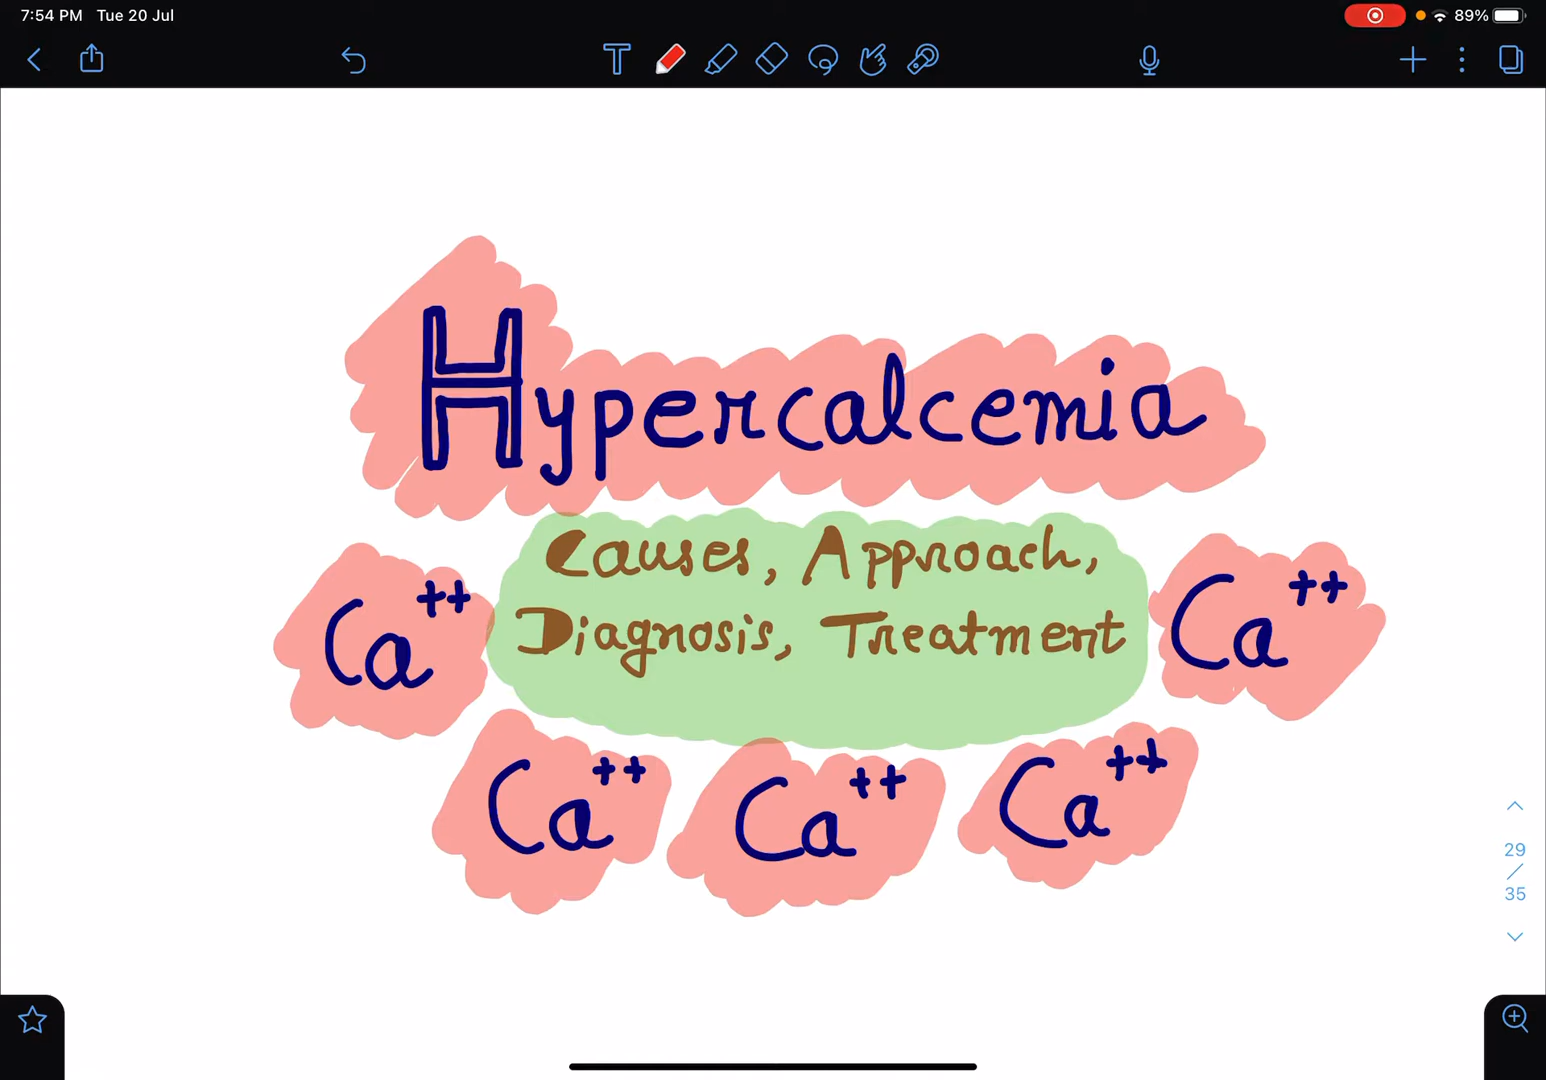 7:54 PM Tue 20 Jul
89%
T
Hypercalcemia
Causes, Approach,
Diagnosis, Treatment
Ca++
Ca++
Ca++
Ca++
Ca++
29
/
35